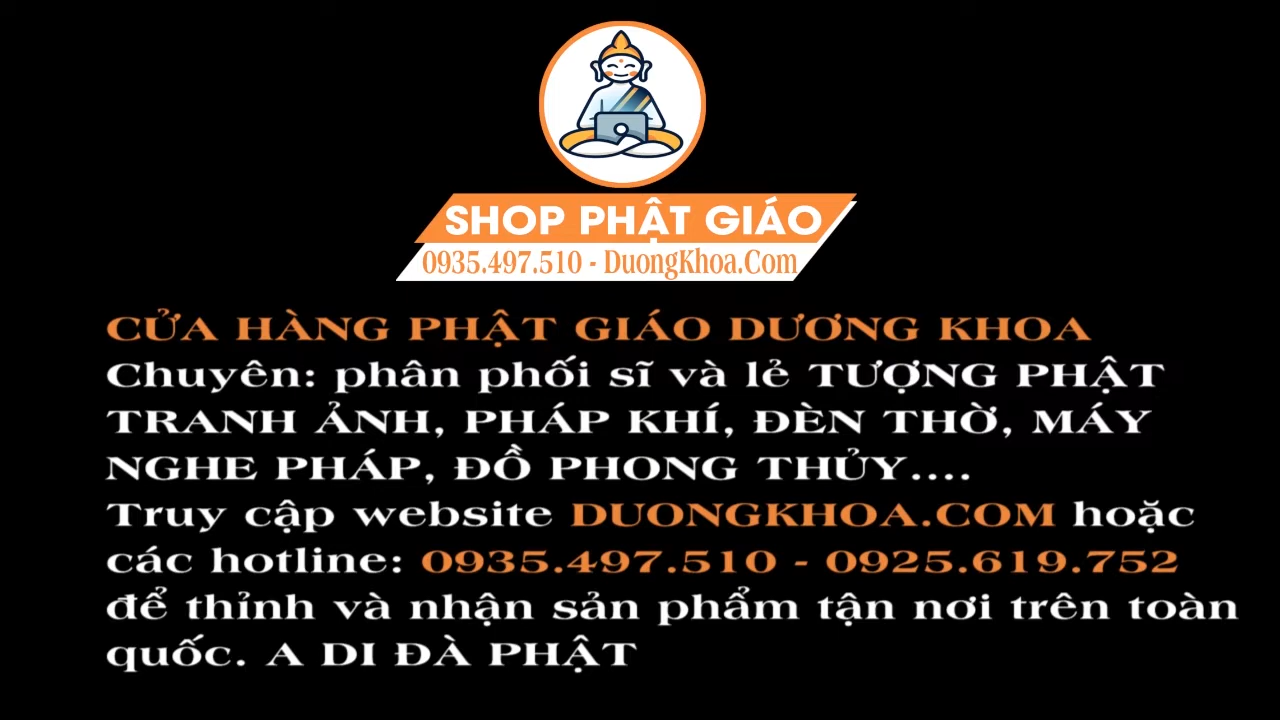 SHOP PHẬT GIÁO
0935.497.510 - DuongKhoa.Com
CỬA HÀNG PHẬT GIÁO DƯƠNG KHOA
Chuyên: phân phối sĩ và lẻ TƯỢNG PHẬT
TRANH ẢNH, PHÁP KHÍ, ĐÈN THỜ, MÁY
NGHE PHÁP, ĐỒ PHONG THỦY....
Truy cập website DUONGKHOA.COM hoặc
các hotline: 0935.497.510 - 0925.619.752
để thỉnh và nhận sản phẩm tận nơi trên toàn
quốc. A DI ĐÀ PHẬT